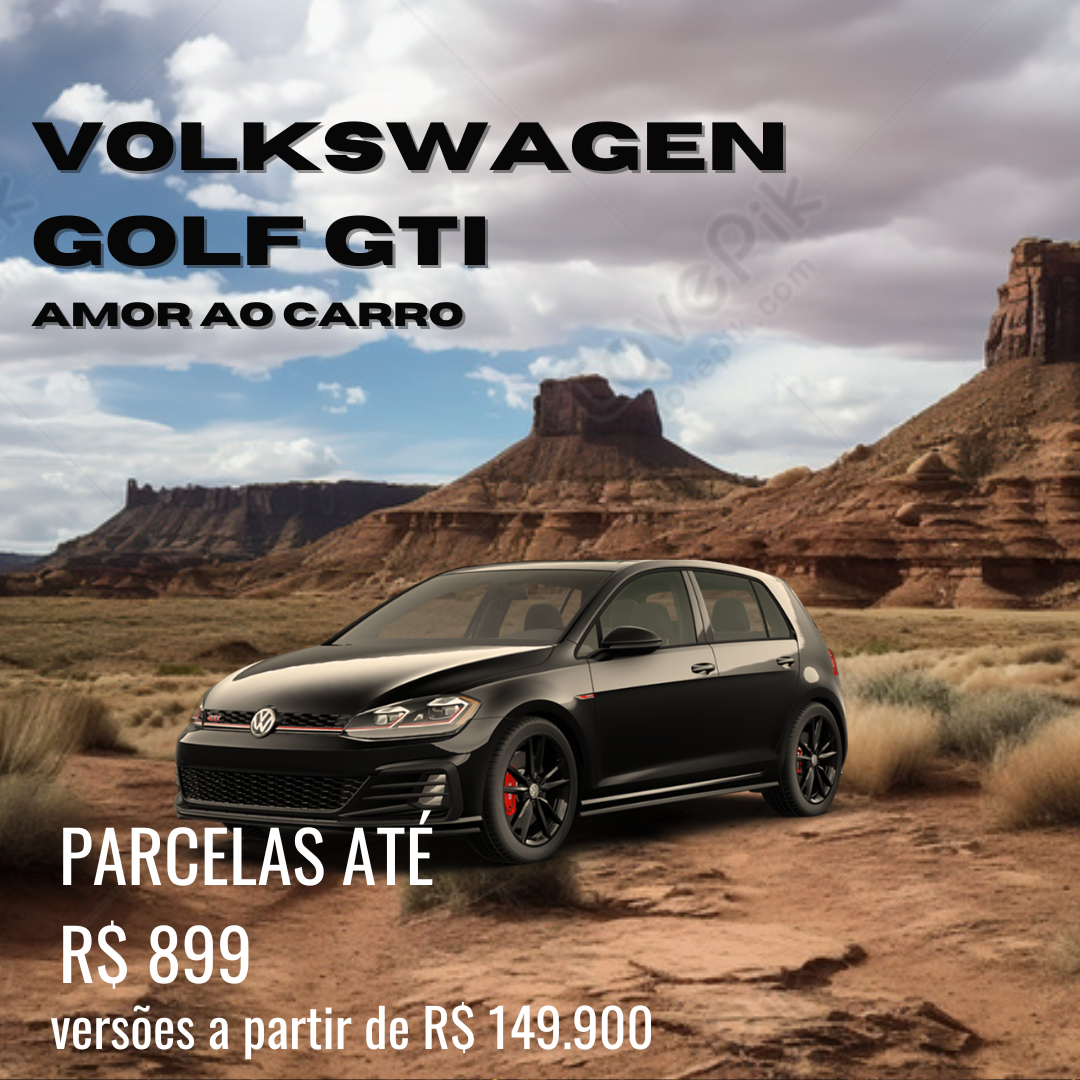 VOLKSWAGEN
GOLF GTI
AMOR AO CARRO
PARCELAS ATÉ
R$ 899
versões a partir de R$ 149.900